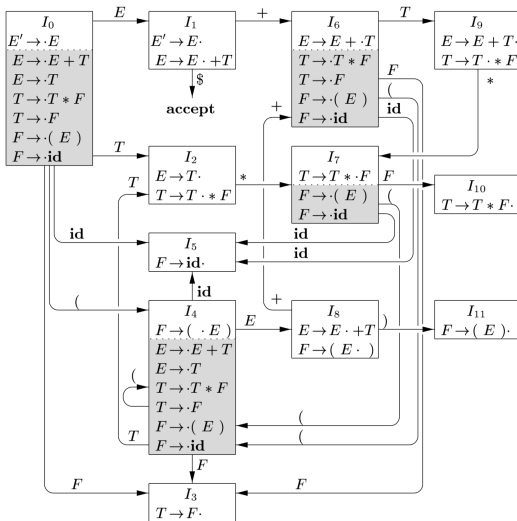 I0
E′ → ·E
E → ·E + T
E → ·T
T → ·T * F
T → ·F
F → ·( E )
F → ·id
E
I1
E′ → E·
E → E · +T
$
accept
+
I6
E → E + ·T
T → ·T * F
T → ·F
F → ·( E )
F → ·id
T
F
(
id
I9
E → E + T·
T → T · * F
*
+
T
I2
E → T·
T → T · * F
*
I7
T → T * ·F
F → ·( E )
F → ·id
F
(
I10
T → T * F·
T
id
I5
F → id·
id
id
id
(
I4
F → ( · E )
E → ·E + T
E → ·T
T → ·T * F
T → ·F
F → ·( E )
F → ·id
(
T
E
+
I8
E → E · +T
F → ( E · )
)
I11
F → ( E )·
(
(
F
F
I3
T → F·
F